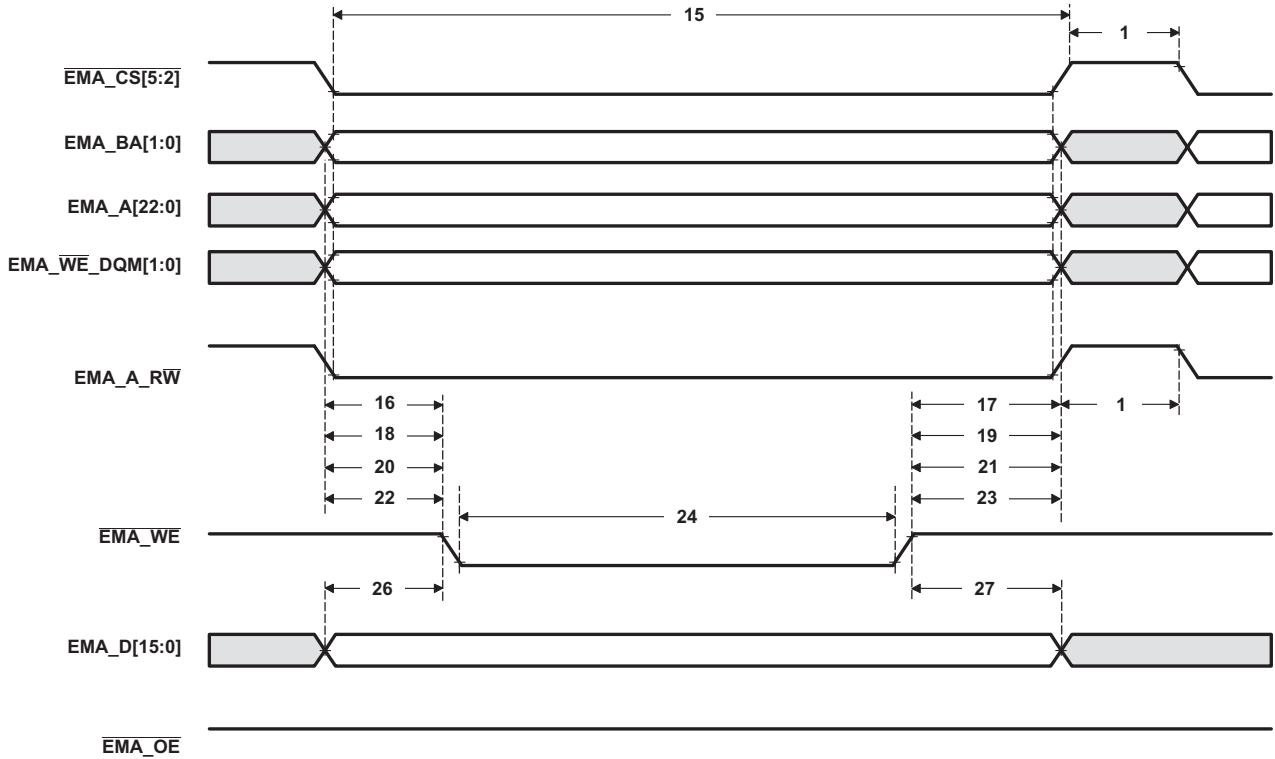 15
1
EMA_CS[5:2]
EMA_BA[1:0]
EMA_A[22:0]
EMA_WE_DQM[1:0]
EMA_A_RW
16 17 1
18 19
20 21
22 23
24
EMA_WE
26 27
EMA_D[15:0]
EMA_OE